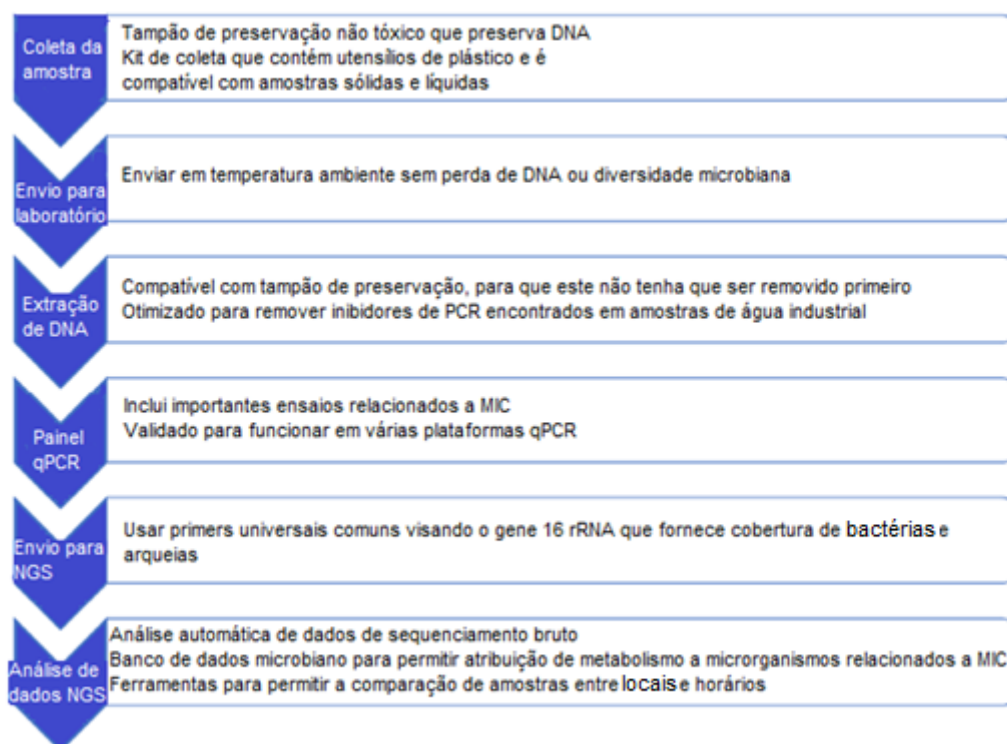 Coleta da
amostra
Tampão de preservação não tóxico que preserva DNA
Kit de coleta que contém utensílios de plástico e é
compatível com amostras sólidas e líquidas
Envio para
laboratório
Enviar em temperatura ambiente sem perda de DNA ou diversidade microbiana
Extração
de DNA
Compatível com tampão de preservação, para que este não tenha que ser removido primeiro
Otimizado para remover inibidores de PCR encontrados em amostras de água industrial
Painel
qPCR
Inclui importantes ensaios relacionados a MIC
Validado para funcionar em várias plataformas qPCR
Envio para
NGS
Usar primers universais comuns visando o gene 16 rRNA que fornece cobertura de bactérias e
arqueias
Análise de
dados NGS
Análise automática de dados de sequenciamento bruto
Banco de dados microbiano para permitir atribuição de metabolismo a microrganismos relacionados a MIC
Ferramentas para permitir a comparação de amostras entre locais e horários